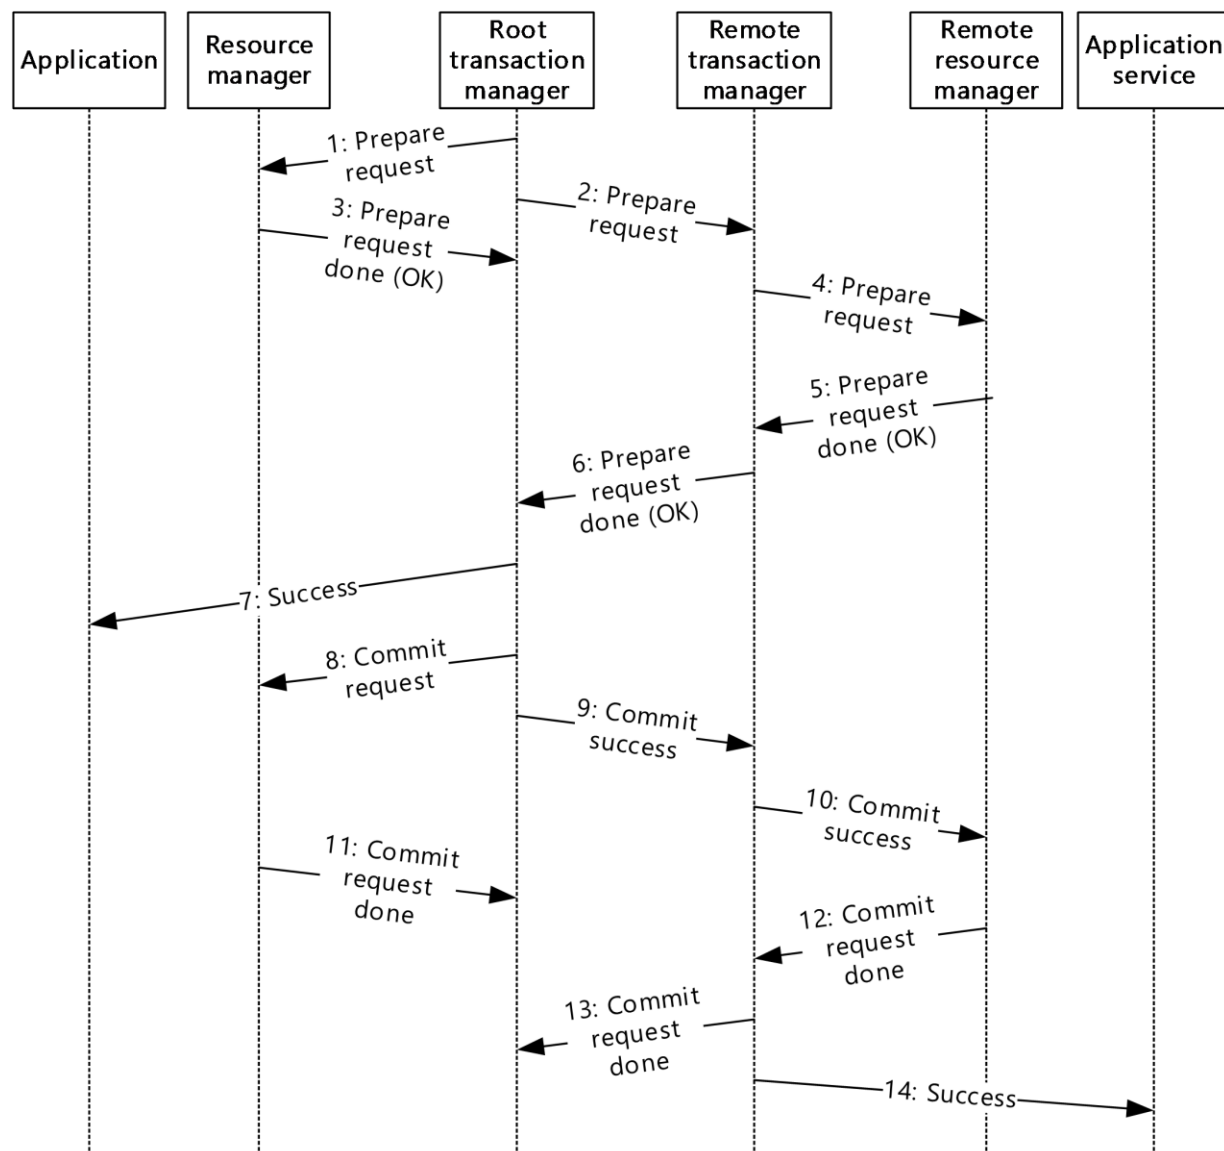 Application
Resource
manager
Root
transaction
manager
Remote
transaction
manager
Remote
resource
manager
Application
service
1: Prepare
request
2: Prepare
request
3: Prepare
request
done (OK)
4: Prepare
request
5: Prepare
request
done (OK)
6: Prepare
request
done (OK)
7: Success
8: Commit
request
9: Commit
success
10: Commit
success
11: Commit
request
done
12: Commit
request
done
13: Commit
request
done
14: Success